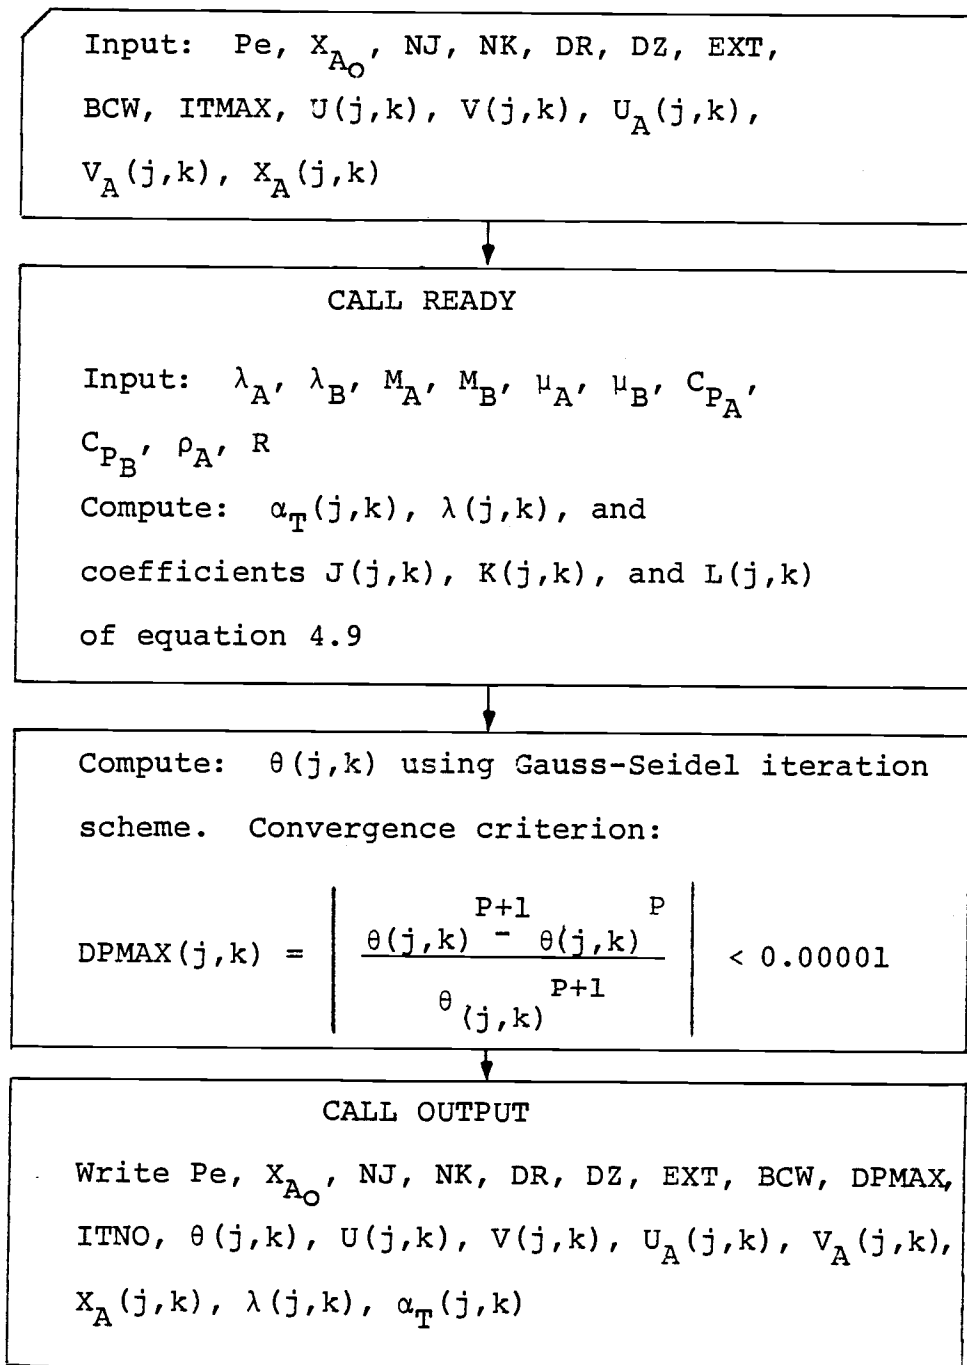 Input: Pe, X_{A_O}, NJ, NK, DR, DZ, EXT,
BCW, ITMAX, U(j,k), V(j,k), U_A(j,k),
V_A(j,k), X_A(j,k)
CALL READY
Input: λ_A, λ_B, M_A, M_B, μ_A, μ_B, C_{P_A},
C_{P_B}, ρ_A, R
Compute: α_T(j,k), λ(j,k), and
coefficients J(j,k), K(j,k), and L(j,k)
of equation 4.9
Compute: θ(j,k) using Gauss-Seidel iteration
scheme. Convergence criterion:
DPMAX(j,k) = | (θ(j,k)^{P+1} - θ(j,k)^P) / θ_{(j,k)}^{P+1} | < 0.00001
CALL OUTPUT
Write Pe, X_{A_O}, NJ, NK, DR, DZ, EXT, BCW, DPMAX,
ITNO, θ(j,k), U(j,k), V(j,k), U_A(j,k), V_A(j,k),
X_A(j,k), λ(j,k), α_T(j,k)